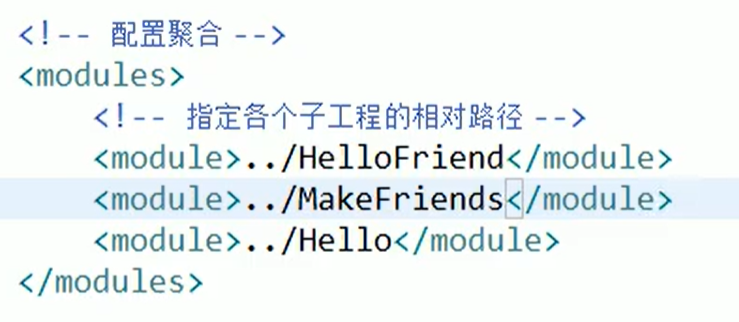 <!-- 配置聚合 -->
<modules>
<!-- 指定各个子工程的相对路径 -->
<module>../HelloFriend</module>
<module>../MakeFriends</module>
<module>../Hello</module>
</modules>